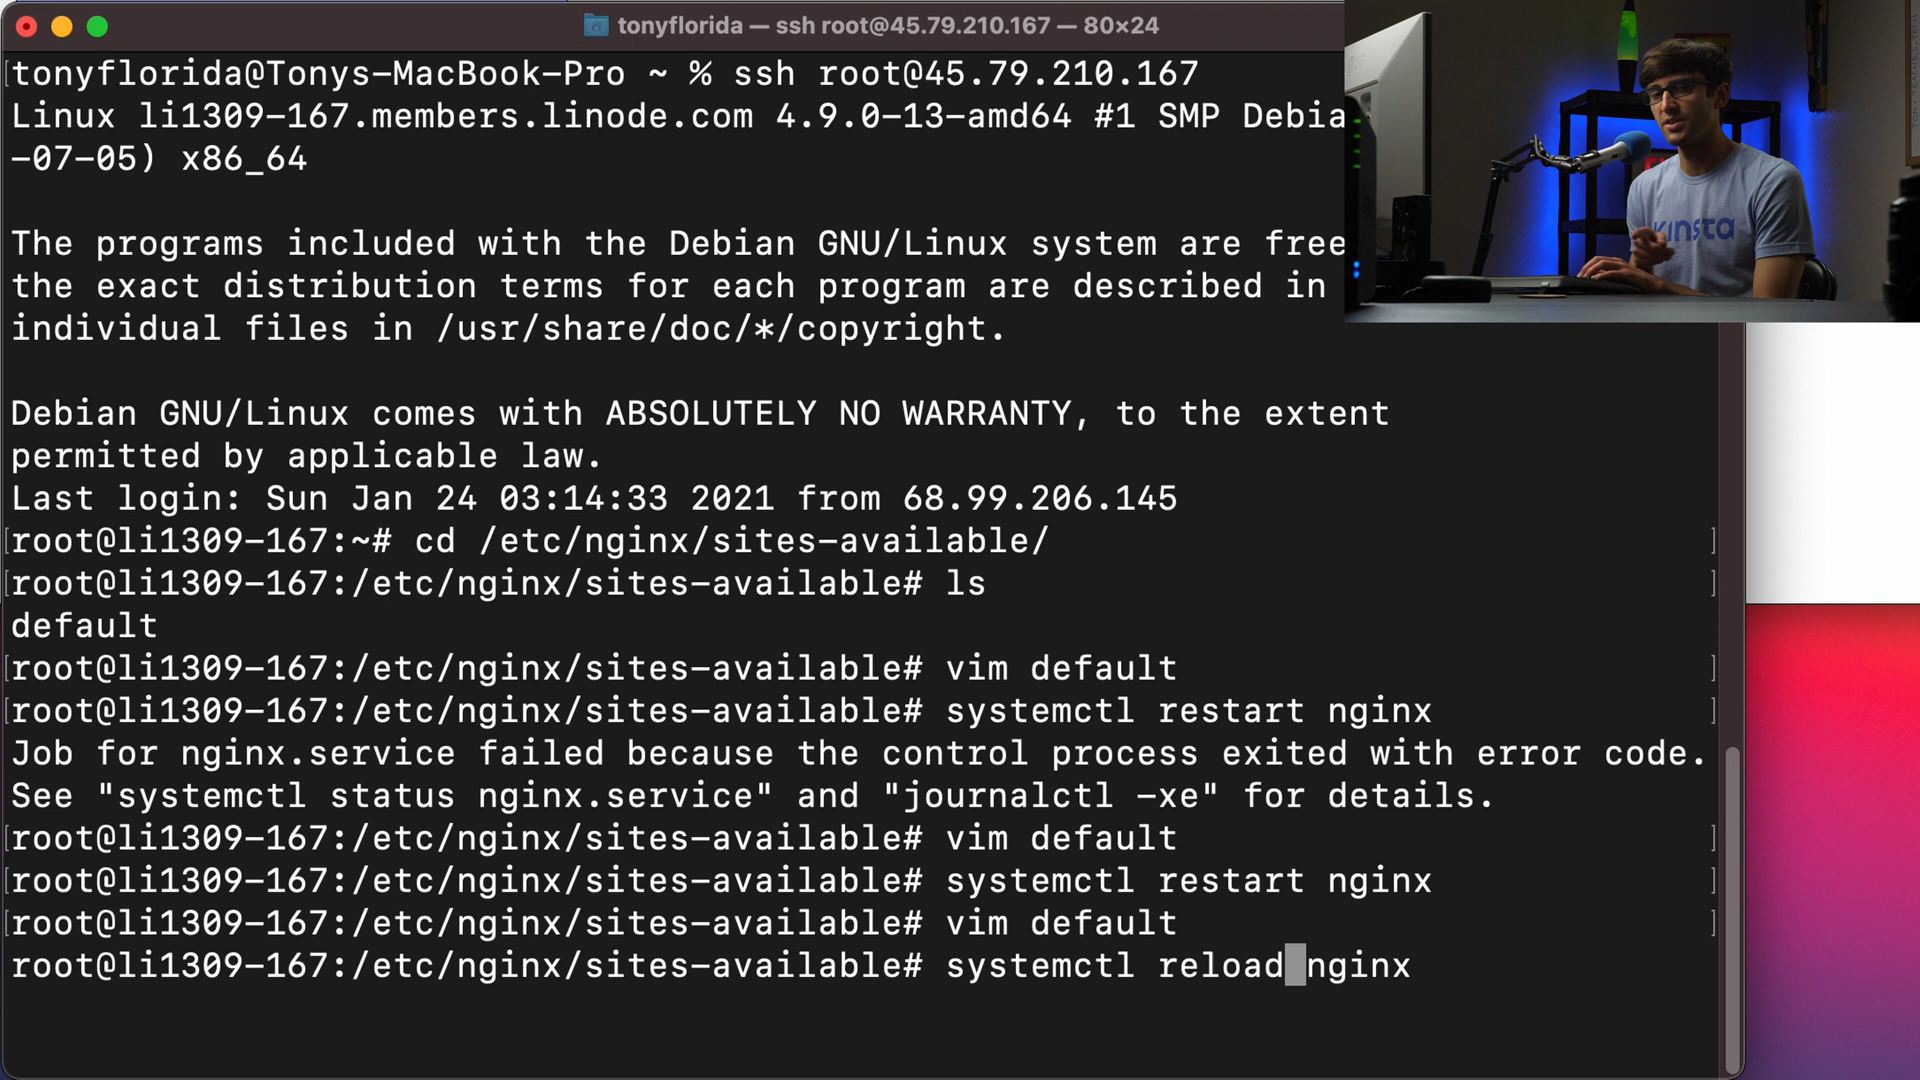 tonyflorida — ssh root@45.79.210.167 — 80×24
[tonyflorida@Tonys-MacBook-Pro ~ % ssh root@45.79.210.167
Linux li1309-167.members.linode.com 4.9.0-13-amd64 #1 SMP Debia
-07-05) x86_64
The programs included with the Debian GNU/Linux system are free
the exact distribution terms for each program are described in
individual files in /usr/share/doc/*/copyright.
Debian GNU/Linux comes with ABSOLUTELY NO WARRANTY, to the extent
permitted by applicable law.
Last login: Sun Jan 24 03:14:33 2021 from 68.99.206.145
[root@li1309-167:~# cd /etc/nginx/sites-available/ ]
[root@li1309-167:/etc/nginx/sites-available# ls ]
default
[root@li1309-167:/etc/nginx/sites-available# vim default ]
[root@li1309-167:/etc/nginx/sites-available# systemctl restart nginx ]
Job for nginx.service failed because the control process exited with error code.
See "systemctl status nginx.service" and "journalctl -xe" for details.
[root@li1309-167:/etc/nginx/sites-available# vim default ]
[root@li1309-167:/etc/nginx/sites-available# systemctl restart nginx ]
[root@li1309-167:/etc/nginx/sites-available# vim default ]
root@li1309-167:/etc/nginx/sites-available# systemctl reload nginx
KINSTA